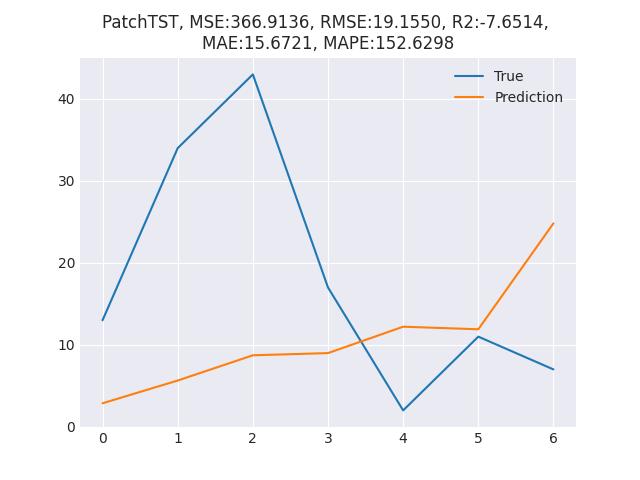 PatchTST, MSE:366.9136, RMSE:19.1550, R2:-7.6514,
MAE:15.6721, MAPE:152.6298
True
Prediction
40
30
20
10
0
0 1 2 3 4 5 6